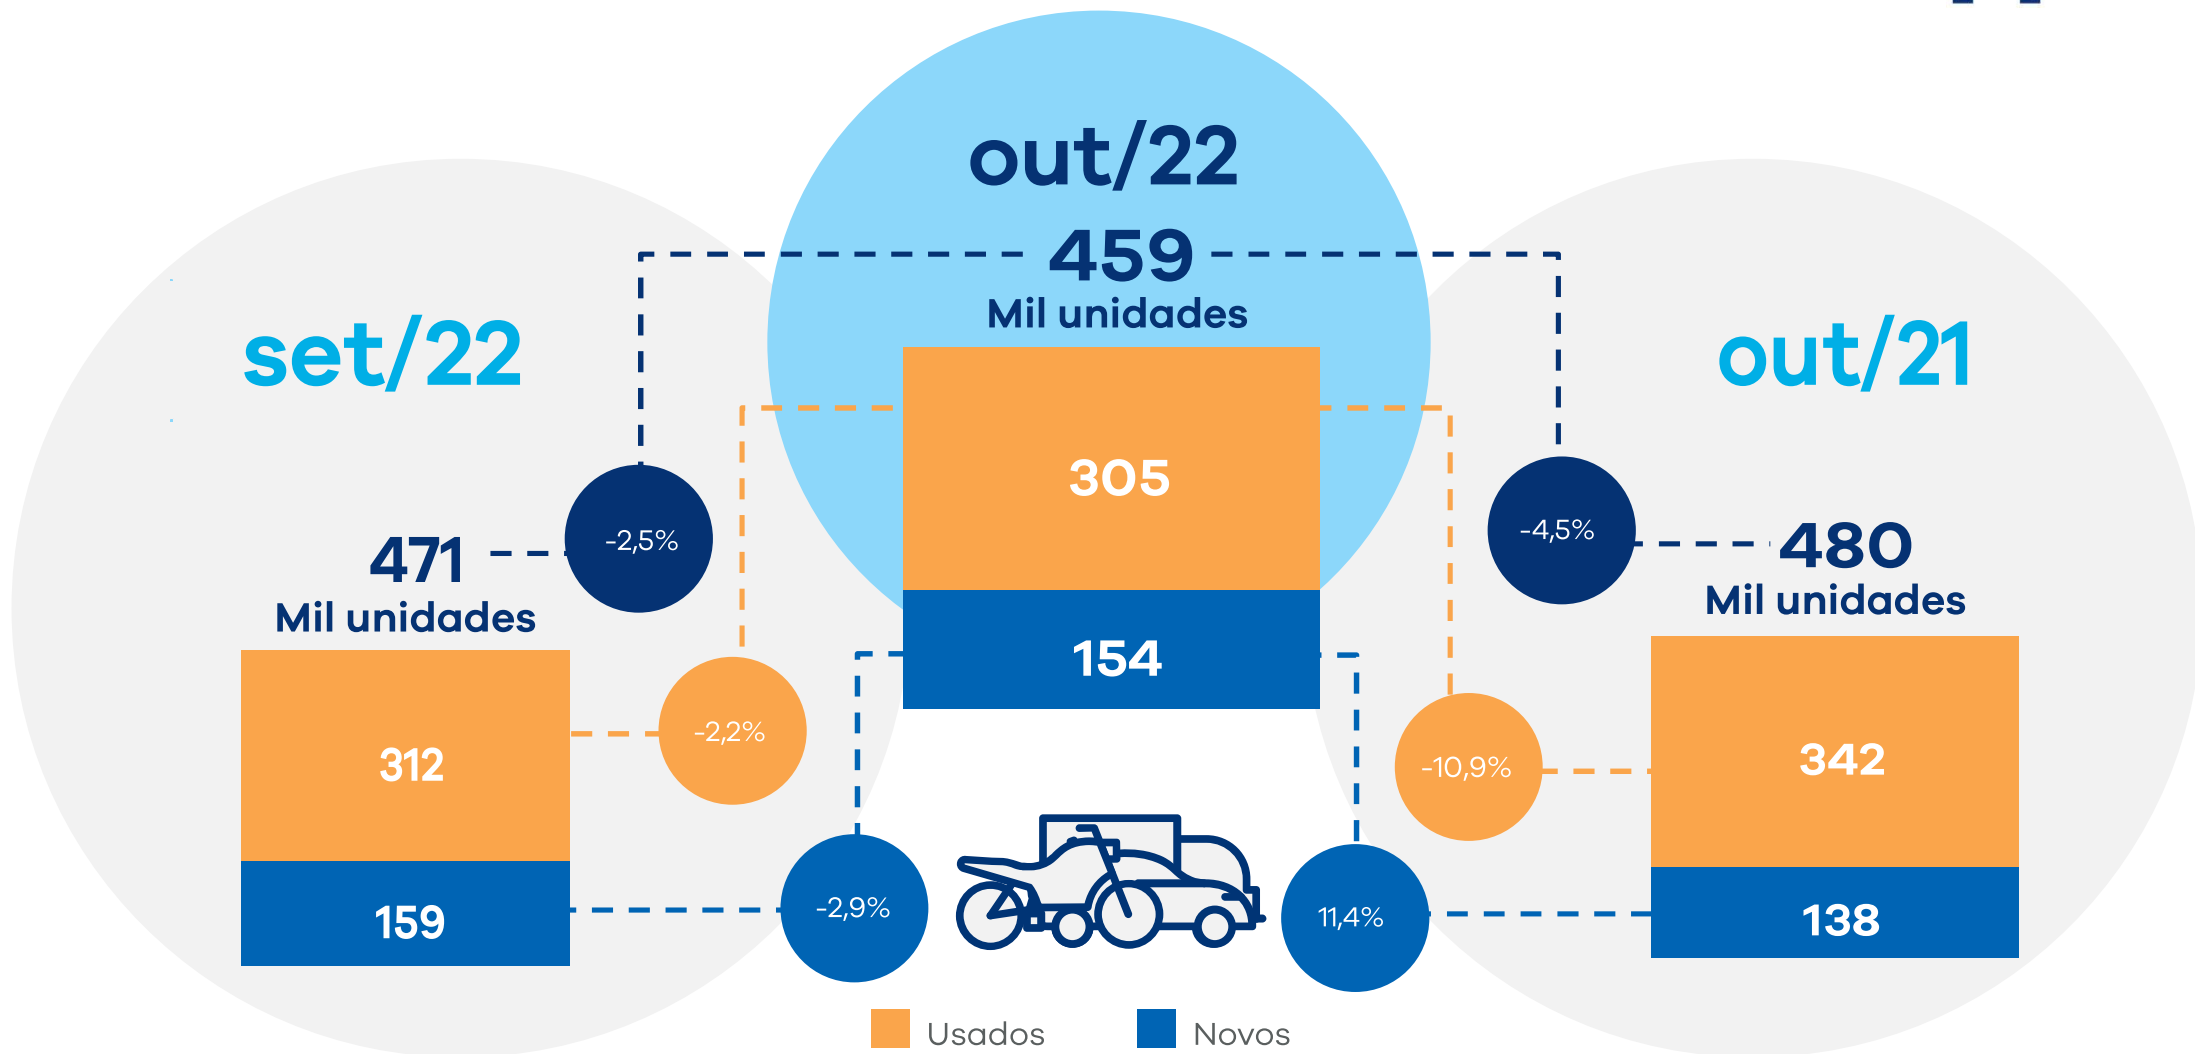 out/22
459
Mil unidades
305
154
set/22
471
Mil unidades
312
159
-2,5%
-2,2%
-2,9%
out/21
480
Mil unidades
342
138
-4,5%
-10,9%
11,4%
Usados
Novos